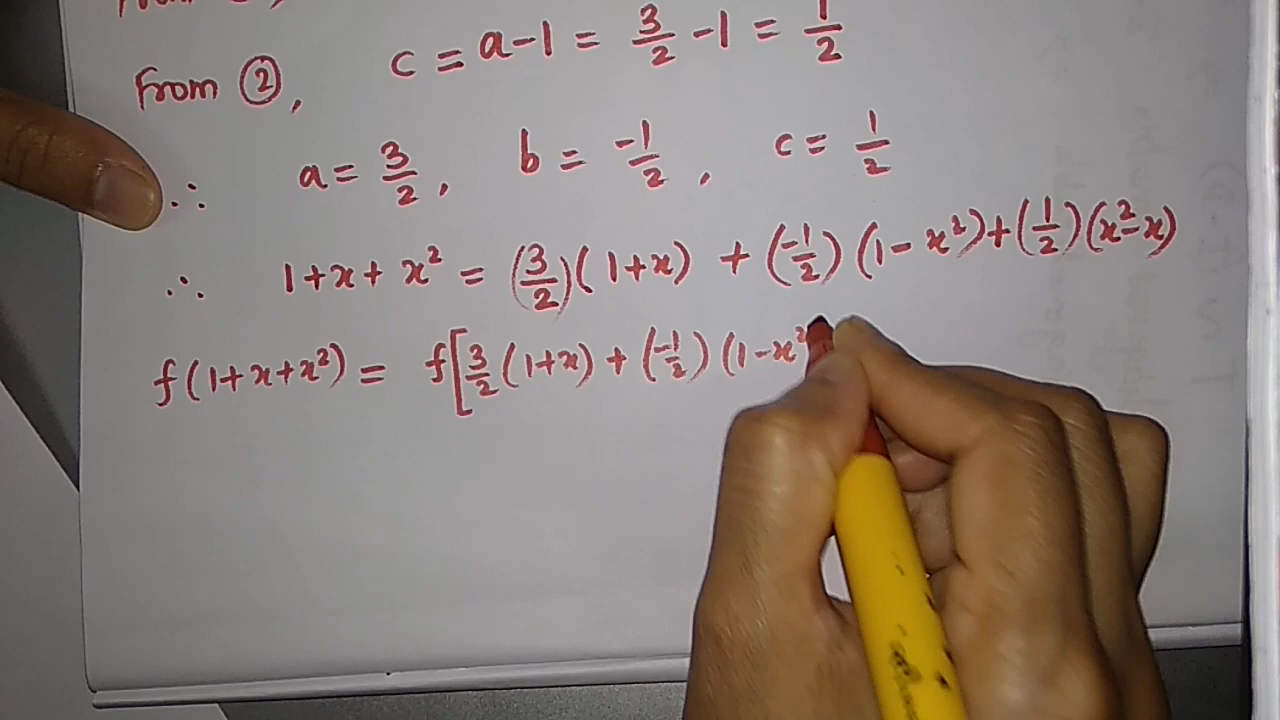 c = a-1 = 3/2 -1 = 1/2
From ②,
∴ a = 3/2, b = -1/2, c = 1/2
∴ 1+x+x² = (3/2)(1+x) + (-1/2)(1-x²)+(1/2)(x²-x)
f(1+x+x²) = f[3/2(1+x)+(-1/2)(1-x²